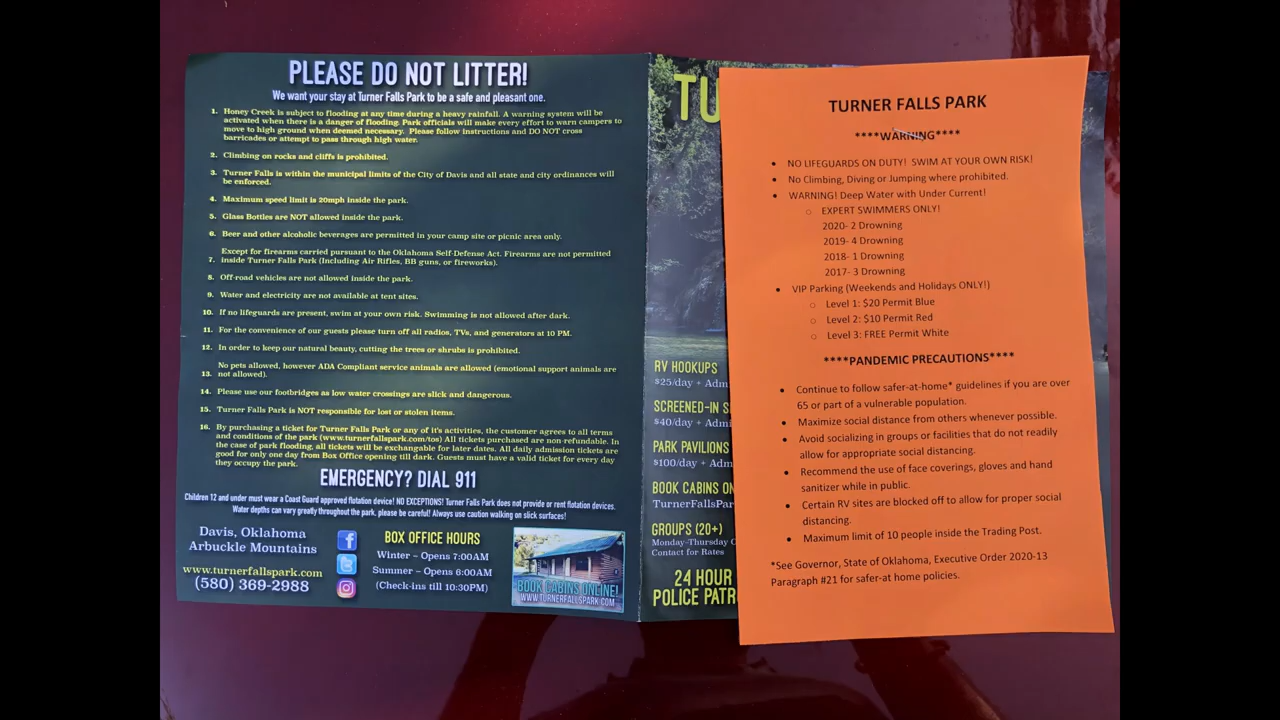 PLEASE DO NOT LITTER!
We want your stay at Turner Falls Park to be a safe and pleasant one.
1. Honey Creek is subject to flooding at any time during a heavy rainfall. A warning system will be
activated when there is a danger of flooding. Park officials will make every effort to warn campers to
move to high ground when deemed necessary. Please follow instructions and DO NOT cross
barricades or attempt to pass through high water.
2. Climbing on rocks and cliffs is prohibited.
3. Turner Falls is within the municipal limits of the City of Davis and all state and city ordinances will
be enforced.
4. Maximum speed limit is 20mph inside the park.
5. Glass Bottles are NOT allowed inside the park.
6. Beer and other alcoholic beverages are permitted in your camp site or picnic area only.
Except for firearms carried pursuant to the Oklahoma Self-Defense Act. Firearms are not permitted
7. inside Turner Falls Park (Including Air Rifles, BB guns, or fireworks).
8. Off-road vehicles are not allowed inside the park.
9. Water and electricity are not available at tent sites.
10. If no lifeguards are present, swim at your own risk. Swimming is not allowed after dark.
11. For the convenience of our guests please turn off all radios, TVs, and generators at 10 PM.
12. In order to keep our natural beauty, cutting the trees or shrubs is prohibited.
No pets allowed, however ADA Compliant service animals are allowed (emotional support animals are
13. not allowed).
14. Please use our footbridges as low water crossings are slick and dangerous.
15. Turner Falls Park is NOT responsible for lost or stolen items.
16. By purchasing a ticket for Turner Falls Park or any of it's activities, the customer agrees to all terms
and conditions of the park (www.turnerfallspark.com/tos) All tickets purchased are non-refundable. In
the case of park flooding, all tickets will be exchangeable for later dates. All daily admission tickets are
good for only one day from Box Office opening till dark. Guests must have a valid ticket for every day
they occupy the park.
EMERGENCY? DIAL 911
Children 12 and under must wear a Coast Guard approved flotation device! NO EXCEPTIONS! Turner Falls Park does not provide or rent flotation devices.
Water depths can vary greatly throughout the park, please be careful! Always use caution walking on slick surfaces!
Davis, Oklahoma
Arbuckle Mountains
www.turnerfallspark.com
(580) 369-2988
BOX OFFICE HOURS
Winter – Opens 7:00AM
Summer – Opens 6:00AM
(Check-ins till 10:30PM)
BOOK CABINS ONLINE!
WWW.TURNERFALLSPARK.COM
TU
RV HOOKUPS
$25/day + Adm
SCREENED-IN S
$40/day + Adm
PARK PAVILIONS
$100/day + Adm
BOOK CABINS ON
TurnerFallsPar
GROUPS (20+)
Monday-Thursday
Contact for Rates
24 HOUR
POLICE PATR
TURNER FALLS PARK
****WARNING****
• NO LIFEGUARDS ON DUTY! SWIM AT YOUR OWN RISK!
• No Climbing, Diving or Jumping where prohibited.
• WARNING! Deep Water with Under Current!
o EXPERT SWIMMERS ONLY!
2020- 2 Drowning
2019- 4 Drowning
2018- 1 Drowning
2017- 3 Drowning
• VIP Parking (Weekends and Holidays ONLY!)
o Level 1: $20 Permit Blue
o Level 2: $10 Permit Red
o Level 3: FREE Permit White
****PANDEMIC PRECAUTIONS****
• Continue to follow safer-at-home* guidelines if you are over
65 or part of a vulnerable population.
• Maximize social distance from others whenever possible.
• Avoid socializing in groups or facilities that do not readily
allow for appropriate social distancing.
• Recommend the use of face coverings, gloves and hand
sanitizer while in public.
• Certain RV sites are blocked off to allow for proper social
distancing.
• Maximum limit of 10 people inside the Trading Post.
*See Governor, State of Oklahoma, Executive Order 2020-13
Paragraph #21 for safer-at home policies.